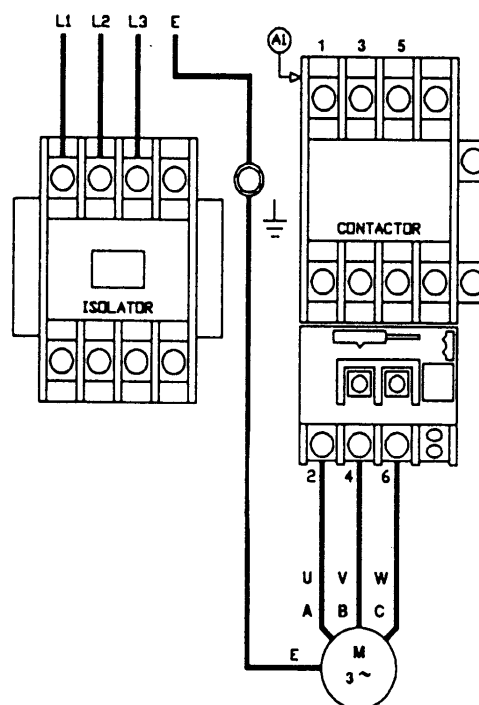 L1 L2 L3 E
A1
1 3 5
ISOLATOR
CONTACTOR
2 4 6
U V W
A B C
E
M
3 ~